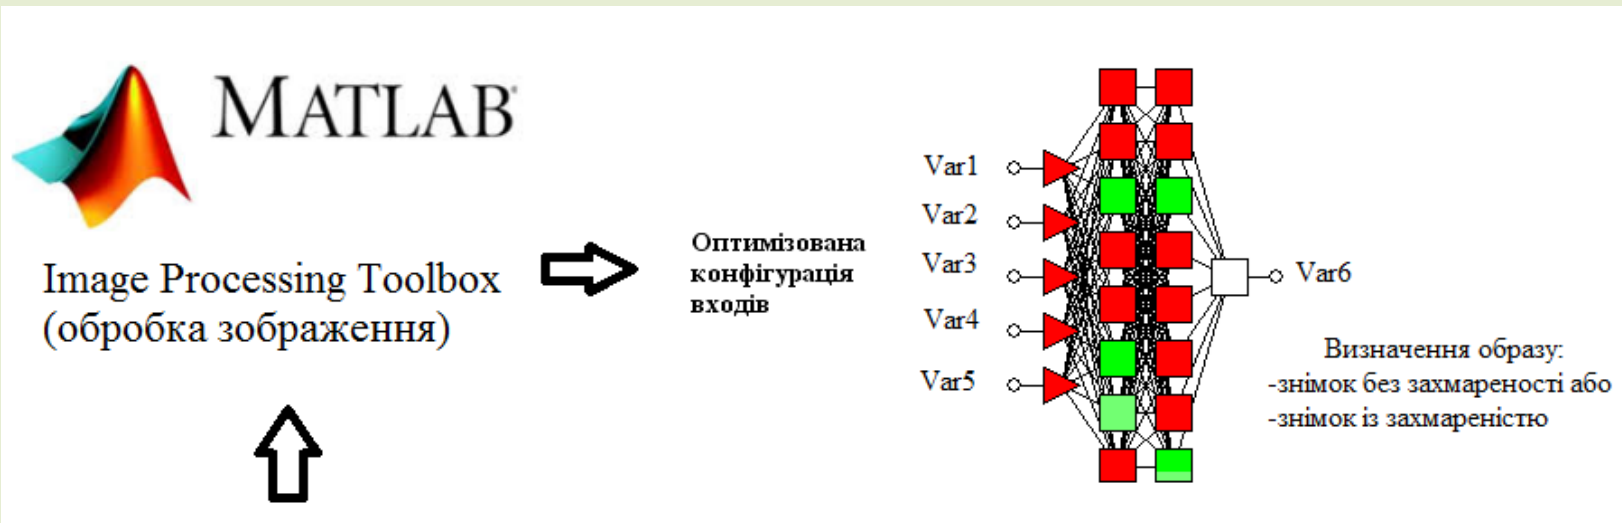 MATLAB®
Image Processing Toolbox
(обробка зображення)
Оптимізована
конфігурація
входів
Var1
Var2
Var3
Var4
Var5
Var6
Визначення образу:
-знімок без захмареності або
-знімок із захмареністю